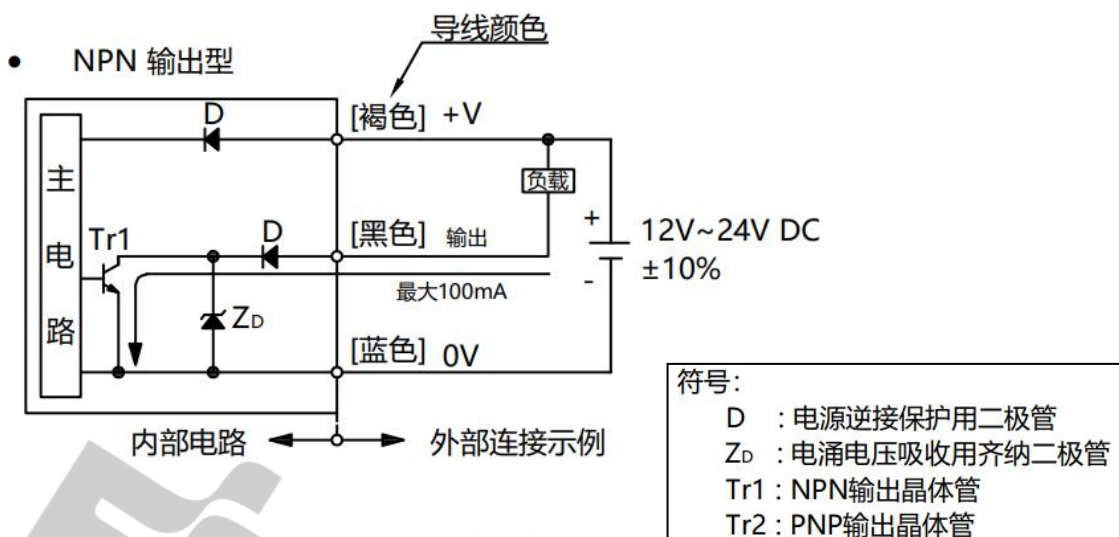 导线颜色
• NPN 输出型
D
[褐色] +V
主电路
负载
Tr1
D
[黑色] 输出
+
12V~24V DC
±10%
-
最大100mA
ZD
[蓝色] 0V
内部电路
外部连接示例
符号:
D : 电源逆接保护用二极管
ZD : 电涌电压吸收用齐纳二极管
Tr1 : NPN输出晶体管
Tr2 : PNP输出晶体管